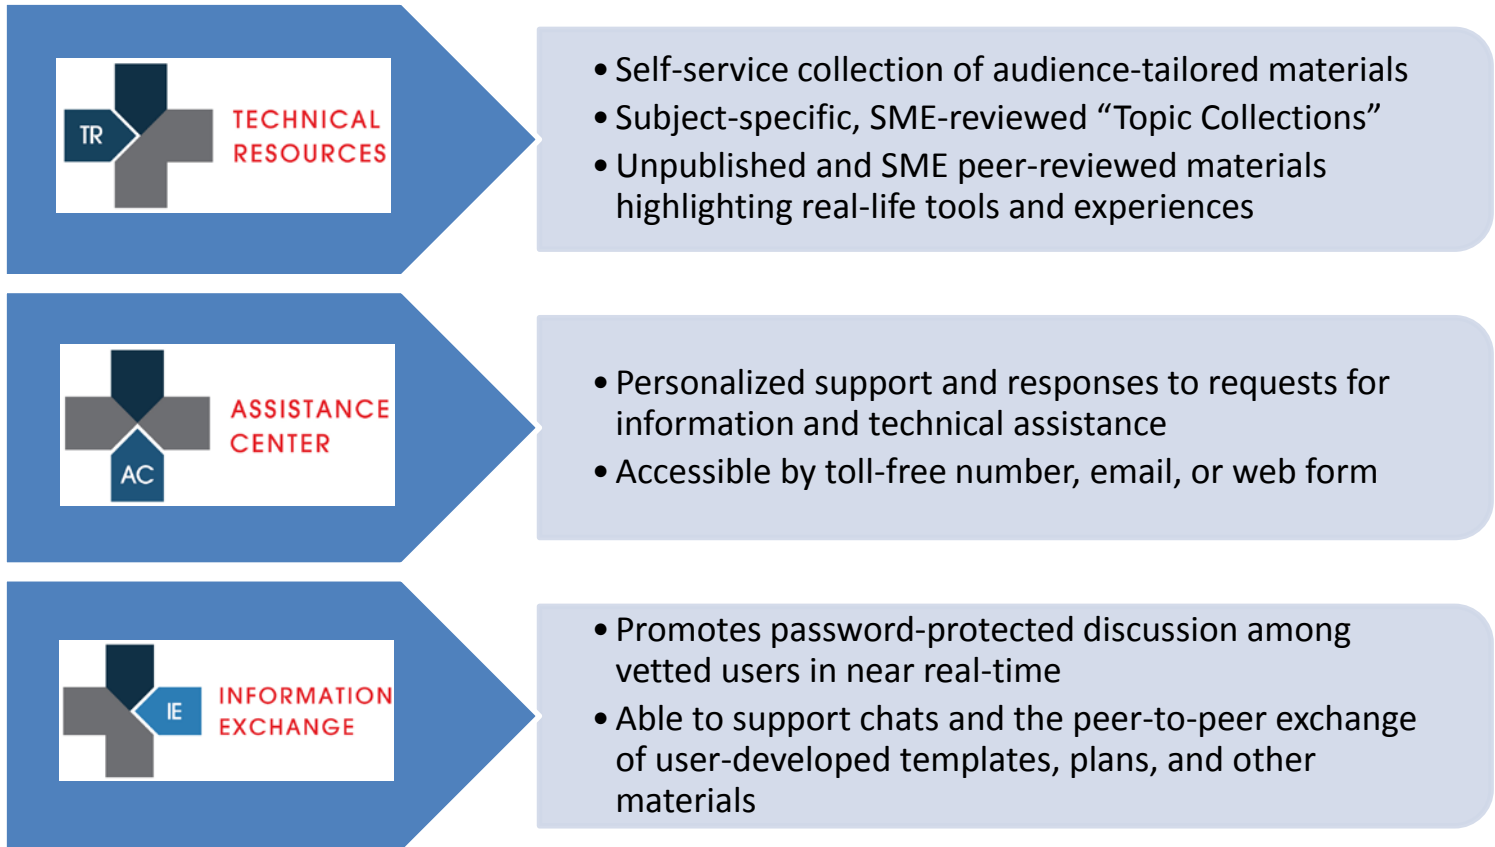 TR
TECHNICAL
RESOURCES
• Self-service collection of audience-tailored materials
• Subject-specific, SME-reviewed “Topic Collections”
• Unpublished and SME peer-reviewed materials
highlighting real-life tools and experiences
ASSISTANCE
CENTER
AC
• Personalized support and responses to requests for
information and technical assistance
• Accessible by toll-free number, email, or web form
IE
INFORMATION
EXCHANGE
• Promotes password-protected discussion among
vetted users in near real-time
• Able to support chats and the peer-to-peer exchange
of user-developed templates, plans, and other
materials